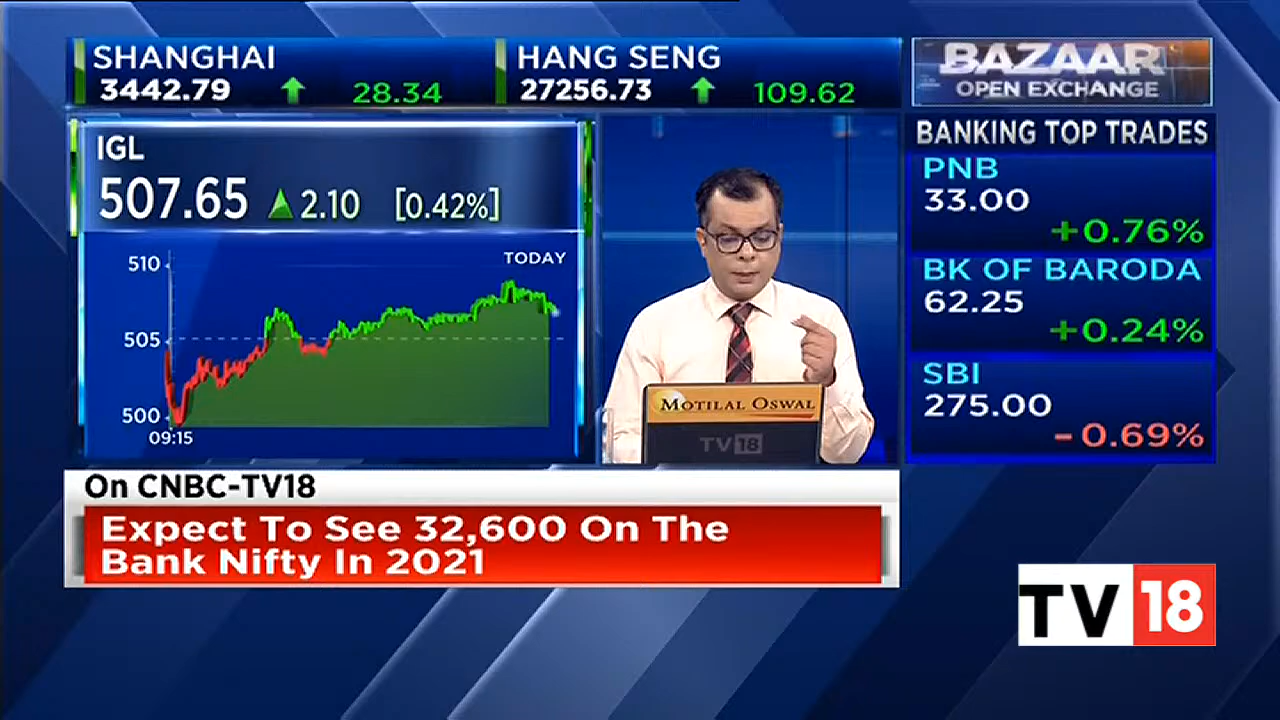 SHANGHAI
3442.79 28.34
HANG SENG
27256.73 109.62
BAZAAR
OPEN EXCHANGE
IGL
507.65 2.10 [0.42%]
TODAY
510
505
500
09:15
MOTILAL OSWAL
TV18
BANKING TOP TRADES
PNB
33.00
+0.76%
BK OF BARODA
62.25
+0.24%
SBI
275.00
-0.69%
On CNBC-TV18
Expect To See 32,600 On The
Bank Nifty In 2021
TV18